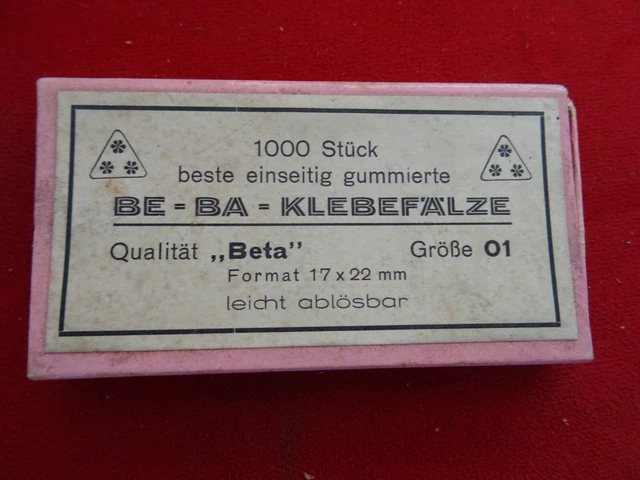 1000 Stück
beste einseitig gummierte
BE=BA=KLEBEFÄLZE
Qualität „Beta" Größe 01
Format 17 x 22 mm
leicht ablösbar